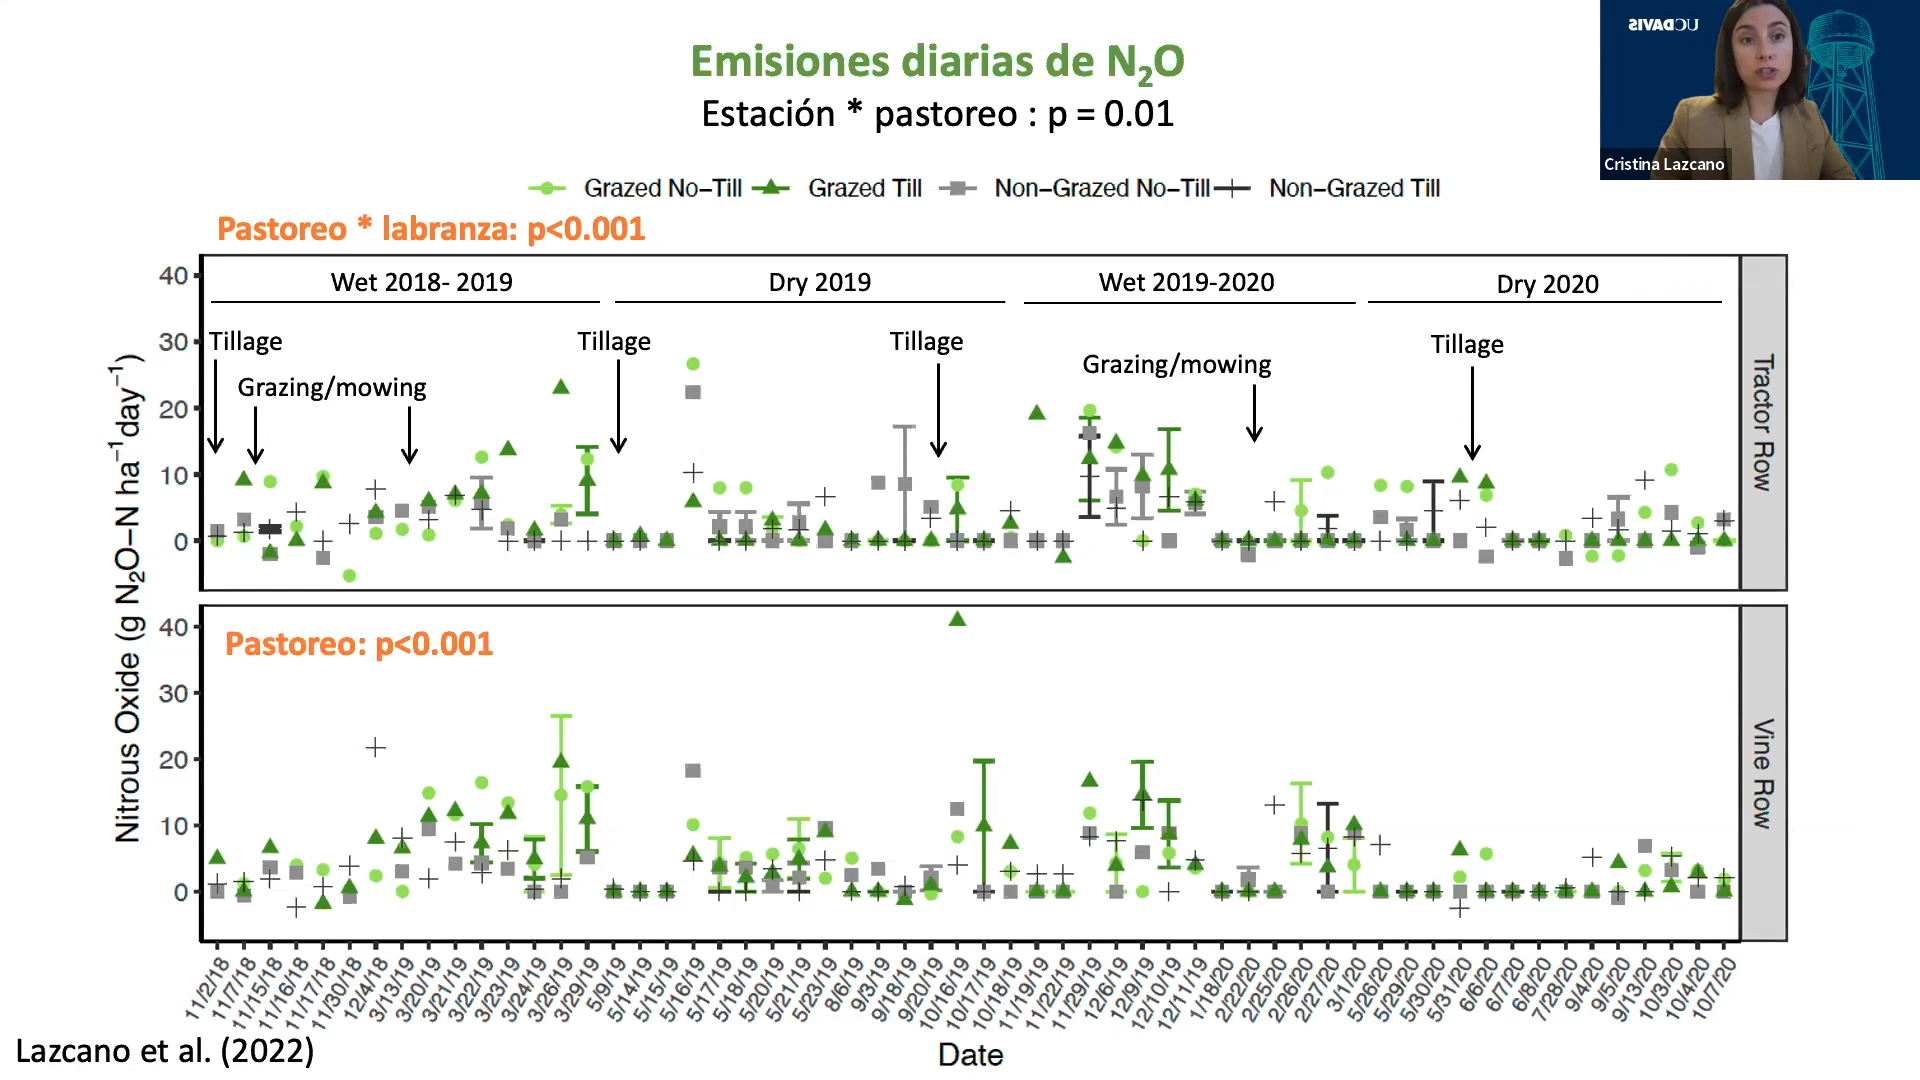 Emisiones diarias de N₂O
Estación * pastoreo : p = 0.01
UCDAVIS
Cristina Lazcano
Grazed No−Till Grazed Till Non−Grazed No−Till Non−Grazed Till
Pastoreo * labranza: p<0.001
Wet 2018- 2019 Dry 2019 Wet 2019-2020 Dry 2020
Tillage Tillage Tillage Tillage
Grazing/mowing Grazing/mowing
40
30
20
10
0
Tractor Row
Pastoreo: p<0.001
40
30
20
10
0
Vine Row
Nitrous Oxide (g N₂O−N ha⁻¹day⁻¹)
11/2/18 11/7/18 11/15/18 11/16/18 11/17/18 11/30/18 12/4/18 3/13/19 3/20/19 3/21/19 3/22/19 3/23/19 3/24/19 3/26/19 3/29/19 5/9/19 5/14/19 5/15/19 5/16/19 5/17/19 5/18/19 5/20/19 5/21/19 5/23/19 8/6/19 9/3/19 9/18/19 9/20/19 10/16/19 10/17/19 10/18/19 11/19/19 11/22/19 11/29/19 12/6/19 12/9/19 12/10/19 12/11/19 1/18/20 2/22/20 2/25/20 2/26/20 2/27/20 3/1/20 5/26/20 5/29/20 5/30/20 5/31/20 6/6/20 6/7/20 6/8/20 7/28/20 9/4/20 9/5/20 9/13/20 10/3/20 10/4/20 10/7/20
Date
Lazcano et al. (2022)